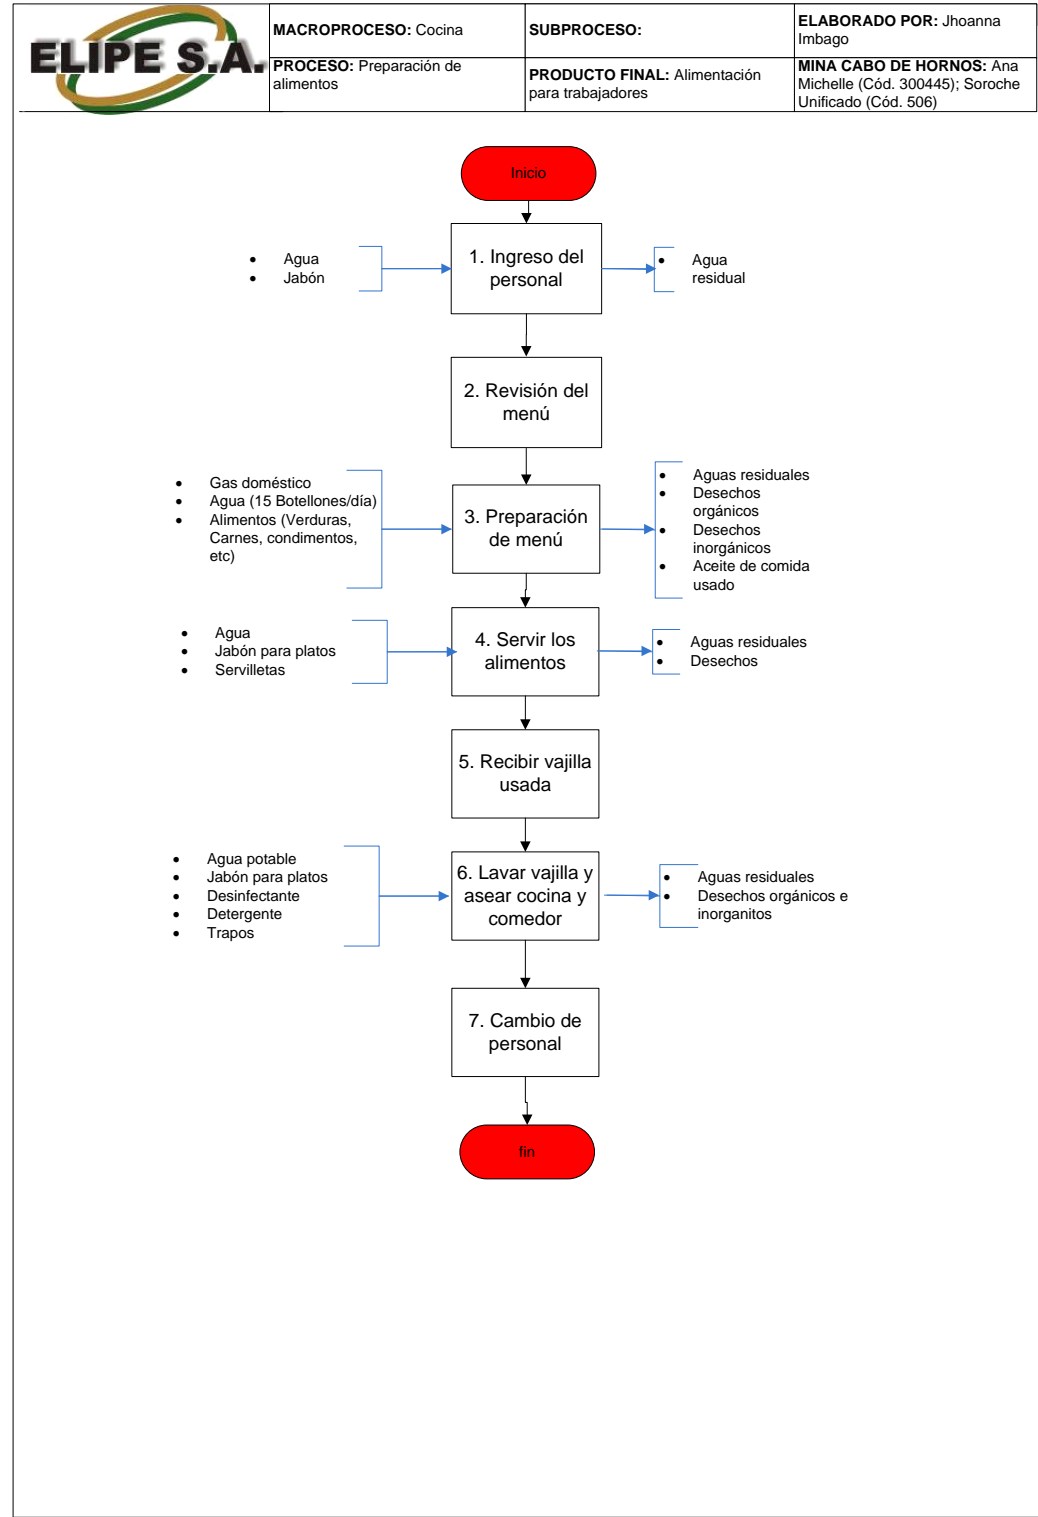 ELIPE S.A.
MACROPROCESO: Cocina
SUBPROCESO:
ELABORADO POR: Jhoanna
Imbago
PROCESO: Preparación de
alimentos
PRODUCTO FINAL: Alimentación
para trabajadores
MINA CABO DE HORNOS: Ana
Michelle (Cód. 300445); Soroche
Unificado (Cód. 506)
Inicio
• Agua
• Jabón
1. Ingreso del
personal
• Agua
residual
2. Revisión del
menú
• Gas doméstico
• Agua (15 Botellones/día)
• Alimentos (Verduras,
Carnes, condimentos,
etc)
3. Preparación
de menú
• Aguas residuales
• Desechos
orgánicos
• Desechos
inorgánicos
• Aceite de comida
usado
• Agua
• Jabón para platos
• Servilletas
4. Servir los
alimentos
• Aguas residuales
• Desechos
5. Recibir vajilla
usada
• Agua potable
• Jabón para platos
• Desinfectante
• Detergente
• Trapos
6. Lavar vajilla y
asear cocina y
comedor
• Aguas residuales
• Desechos orgánicos e
inorganitos
7. Cambio de
personal
fin